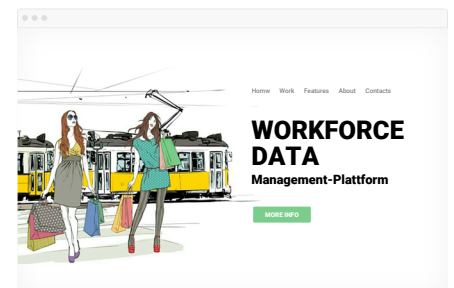 Homw Work Features About Contacts
WORKFORCE
DATA
Management-Plattform
MORE INFO